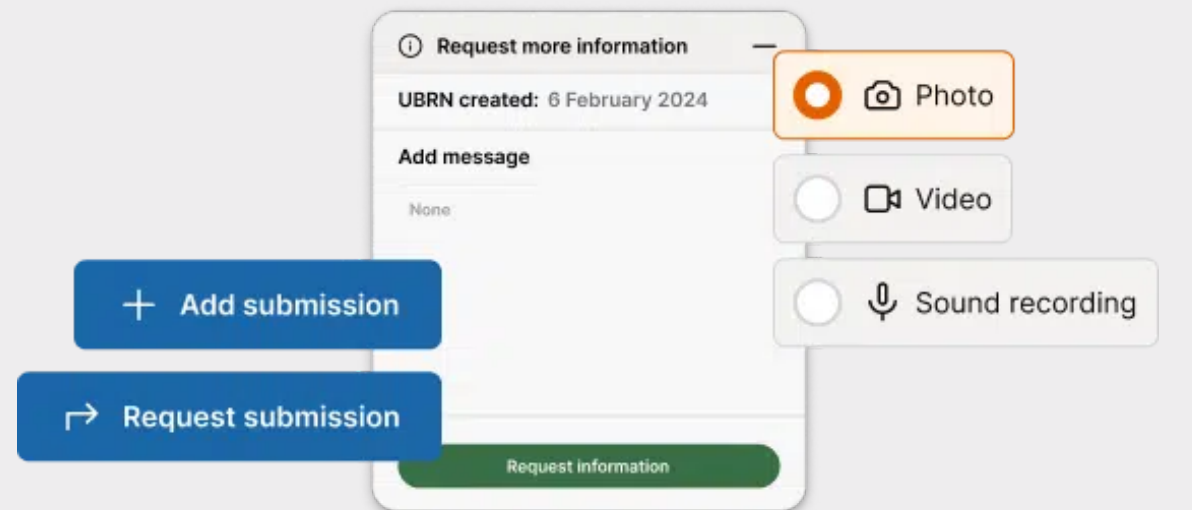 Request more information
UBRN created: 6 February 2024
Add message
None
Photo
Video
Sound recording
Add submission
Request submission
Request information